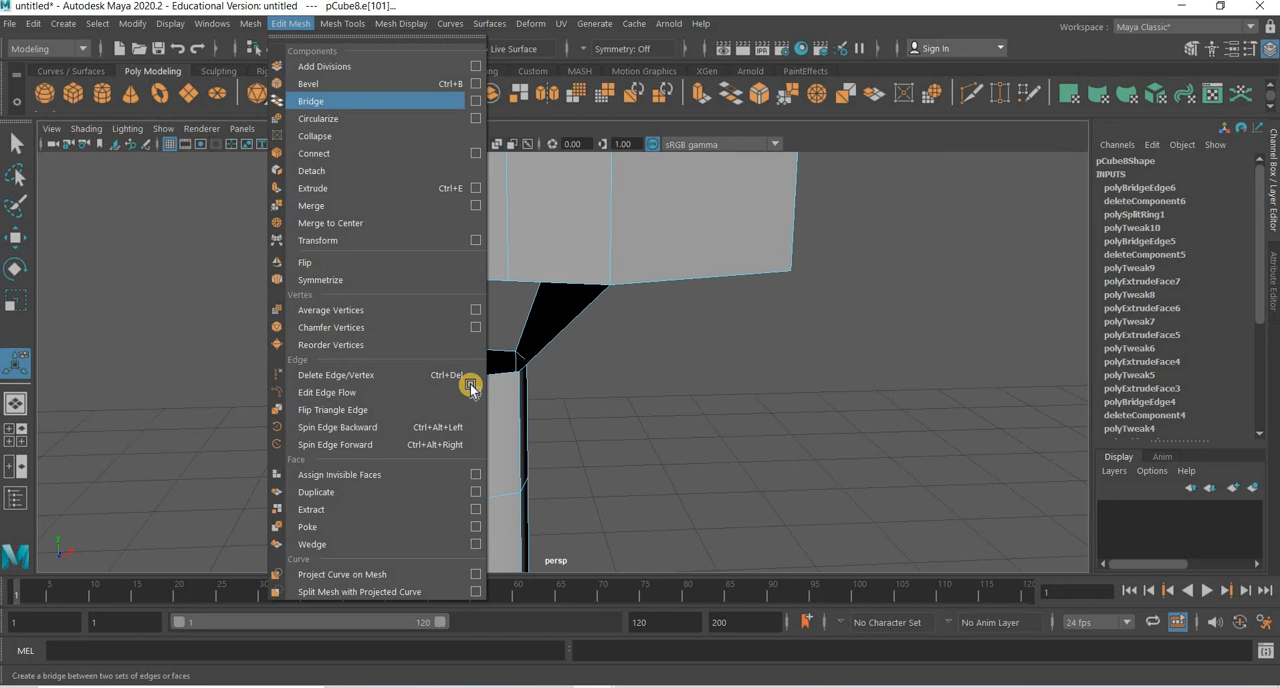 untitled* - Autodesk Maya 2020.2 - Educational Version: untitled --- pCube8.e[101]...
File Edit Create Select Modify Display Windows Mesh Edit Mesh Mesh Tools Mesh Display Curves Surfaces Deform UV Generate Cache Arnold Help
Workspace : Maya Classic*
Modeling
Live Surface
Symmetry: Off
Sign In
Curves / Surfaces Poly Modeling Sculpting
Custom MASH Motion Graphics XGen Arnold PaintEffects
View Shading Lighting Show Renderer Panels
0.00 1.00 sRGB gamma
Components
Add Divisions
Bevel Ctrl+B
Bridge
Circularize
Collapse
Connect
Detach
Extrude Ctrl+E
Merge
Merge to Center
Transform
Flip
Symmetrize
Vertex
Average Vertices
Chamfer Vertices
Reorder Vertices
Edge
Delete Edge/Vertex Ctrl+Del
Edit Edge Flow
Flip Triangle Edge
Spin Edge Backward Ctrl+Alt+Left
Spin Edge Forward Ctrl+Alt+Right
Face
Assign Invisible Faces
Duplicate
Extract
Poke
Wedge
Curve
Project Curve on Mesh
Split Mesh with Projected Curve
persp
y
Channels Edit Object Show
pCube8Shape
INPUTS
polyBridgeEdge6
deleteComponent6
polySplitRing1
polyTweak10
polyBridgeEdge5
deleteComponent5
polyTweak9
polyExtrudeFace7
polyTweak8
polyExtrudeFace6
polyTweak7
polyExtrudeFace5
polyTweak6
polyExtrudeFace4
polyTweak5
polyExtrudeFace3
polyBridgeEdge4
deleteComponent4
polyTweak4
Display Anim
Layers Options Help
Channel Box / Layer Editor
Attribute Editor
5 10 15 20 25 30 60 65 70 75 80 85 90 95 100 105 110 115 120
1
1 1 1 120 120 200 No Character Set No Anim Layer 24 fps
MEL
Create a bridge between two sets of edges or faces